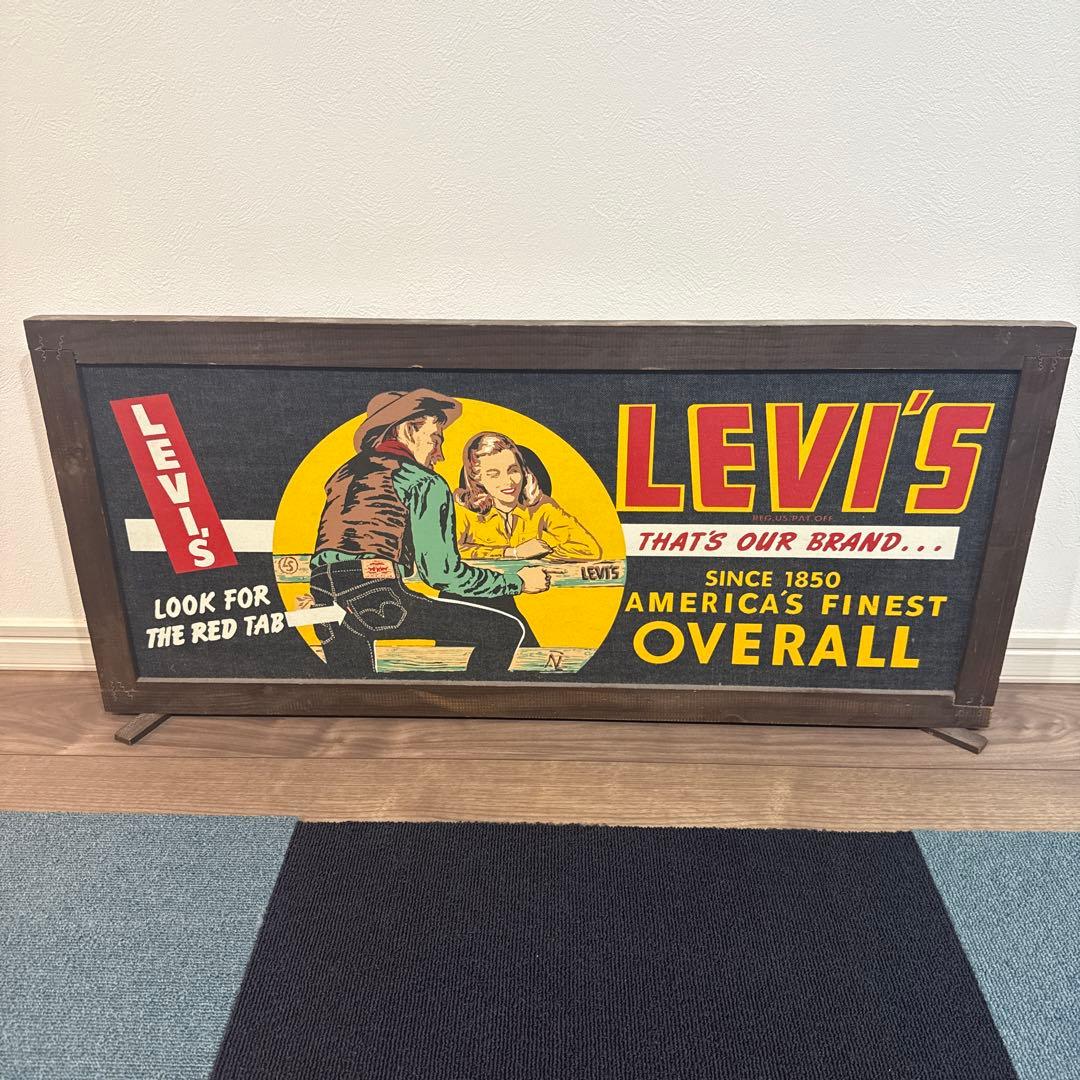 LEVI'S
LOOK FOR
THE RED TAB
LEVI'S
LEVI'S
REG.US.PAT.OFF.
THAT'S OUR BRAND...
SINCE 1850
AMERICA'S FINEST
OVERALL